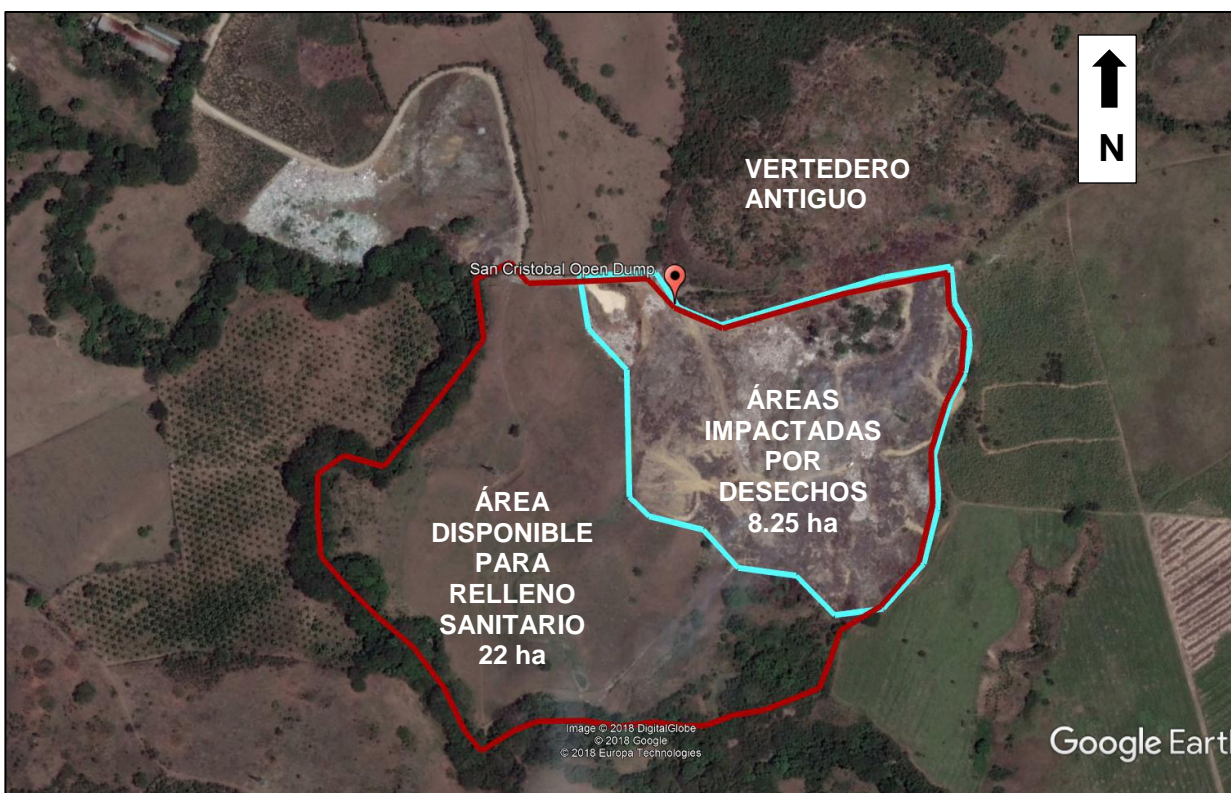 N
VERTEDERO
ANTIGUO
San Cristobal Open Dump
ÁREAS
IMPACTADAS
POR
DESECHOS
8.25 ha
ÁREA
DISPONIBLE
PARA
RELLENO
SANITARIO
22 ha
Image © 2018 DigitalGlobe
© 2018 Google
© 2018 Europa Technologies
Google Earth